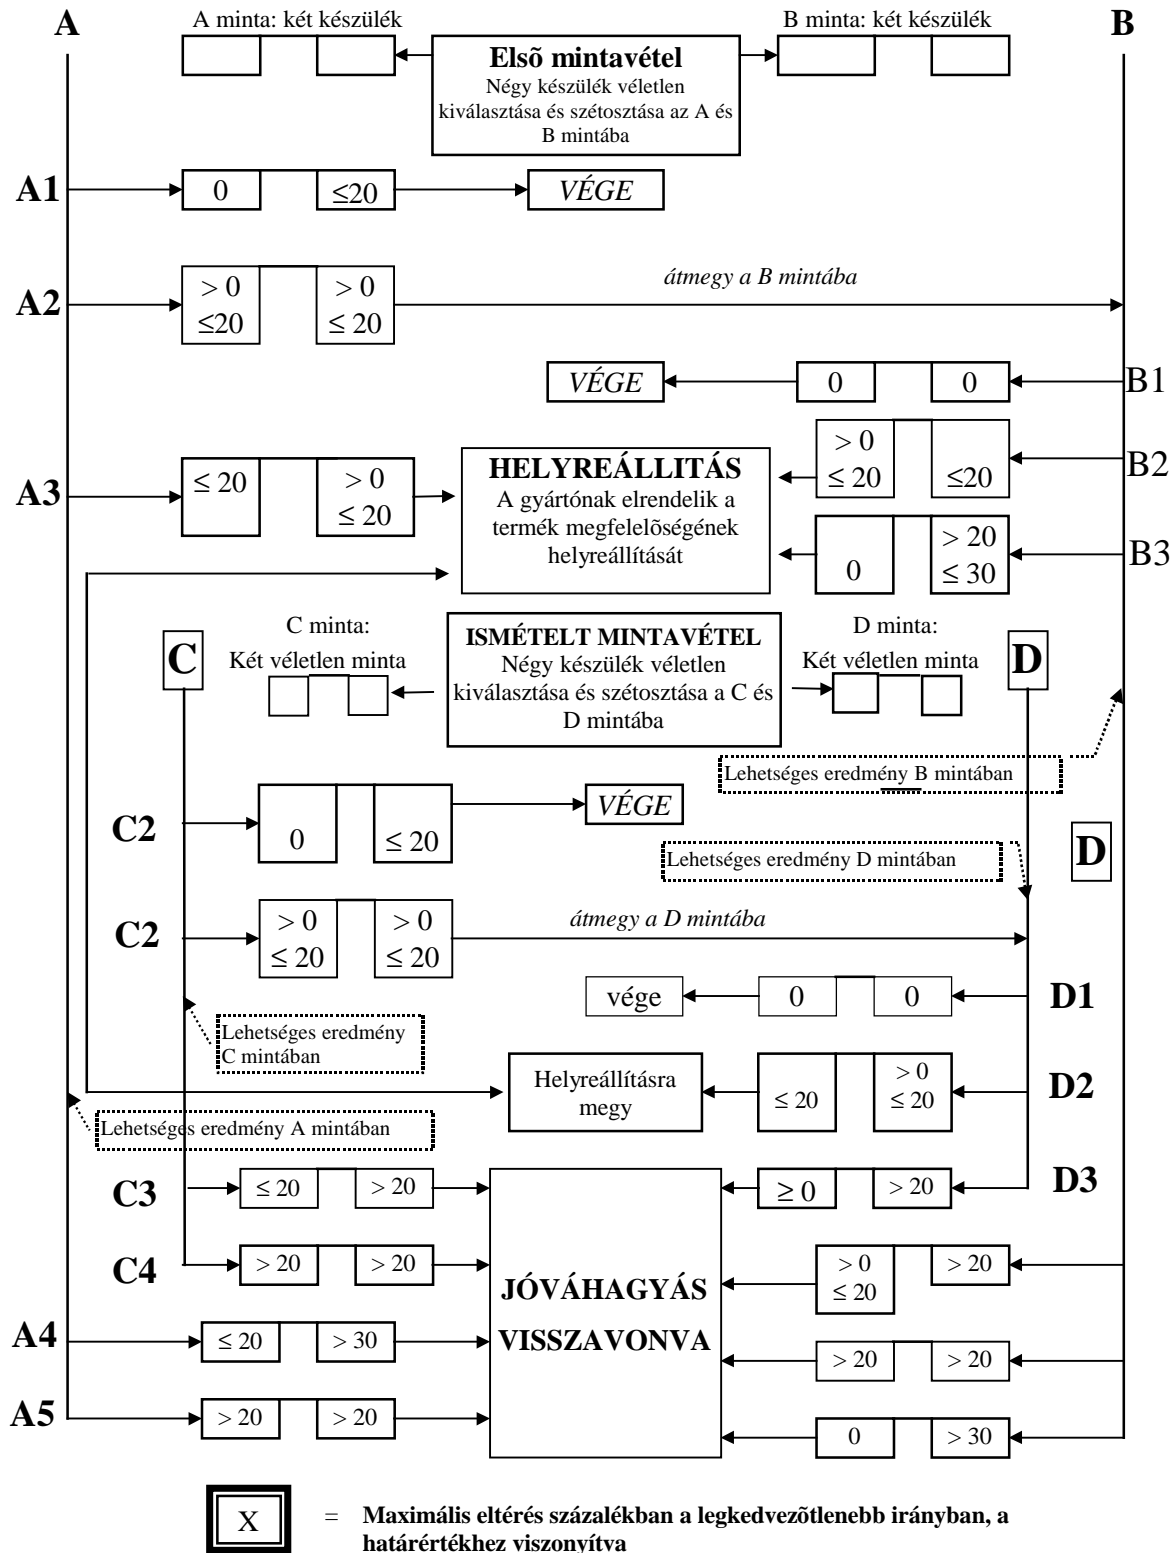 A
A minta: két készülék
B minta: két készülék
B
Elsõ mintavétel
Négy készülék véletlen
kiválasztása és szétosztása az A és
B mintába
A1
0
≤20
VÉGE
A2
> 0
≤20
> 0
≤ 20
átmegy a B mintába
VÉGE
0
0
B1
A3
≤ 20
> 0
≤ 20
HELYREÁLLITÁS
A gyártónak elrendelik a
termék megfelelõségének
helyreállítását
> 0
≤ 20
≤20
B2
0
> 20
≤ 30
B3
C
C minta:
Két véletlen minta
ISMÉTELT MINTAVÉTEL
Négy készülék véletlen
kiválasztása és szétosztása a C és
D mintába
D minta:
Két véletlen minta
D
Lehetséges eredmény B mintában
C2
0
≤ 20
VÉGE
Lehetséges eredmény D mintában
D
C2
> 0
≤ 20
> 0
≤ 20
átmegy a D mintába
vége
0
0
D1
Lehetséges eredmény
C mintában
Helyreállításra
megy
≤ 20
>0
≤ 20
D2
Lehetséges eredmény A mintában
C3
≤ 20
> 20
≥ 0
> 20
D3
C4
> 20
> 20
JÓVÁHAGYÁS
VISSZAVONVA
> 0
≤ 20
> 20
A4
≤ 20
> 30
> 20
> 20
A5
> 20
> 20
0
> 30
X
= Maximális eltérés százalékban a legkedvezõtlenebb irányban, a
határértékhez viszonyítva